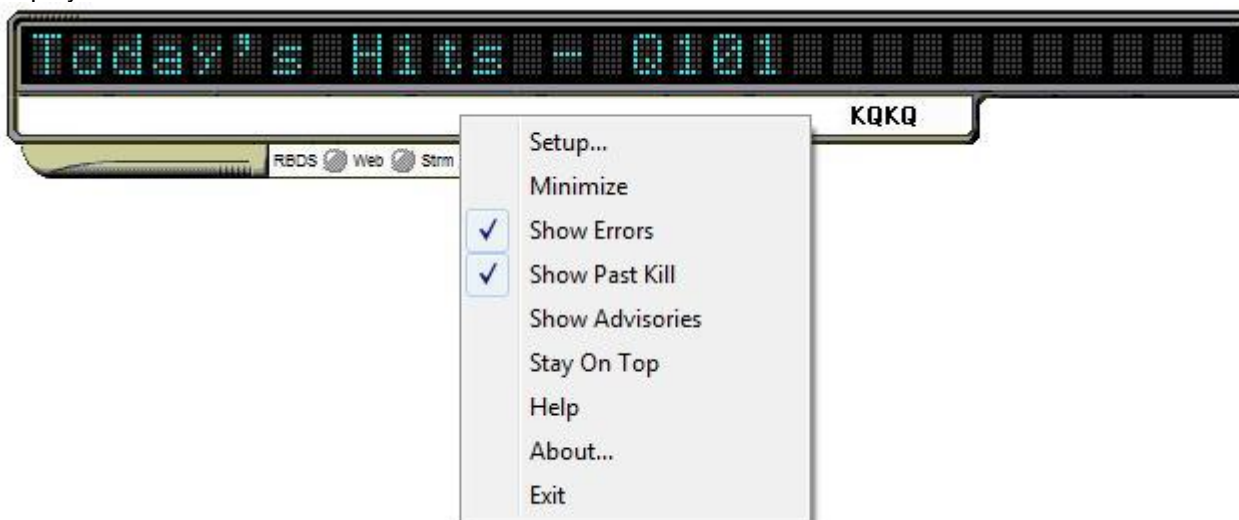 Today's Hits - Q101
KQKQ
RBDS Web Strm
Setup...
Minimize
Show Errors
Show Past Kill
Show Advisories
Stay On Top
Help
About...
Exit